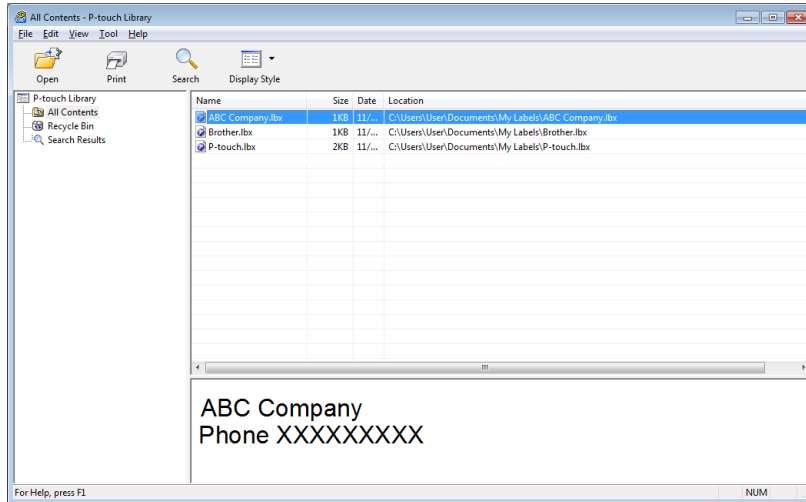 All Contents - P-touch Library
File Edit View Tool Help
Open Print Search Display Style
P-touch Library
All Contents
Recycle Bin
Search Results
Name Size Date Location
ABC Company.lbx 1KB 11/... C:\Users\User\Documents\My Labels\ABC Company.lbx
Brother.lbx 1KB 11/... C:\Users\User\Documents\My Labels\Brother.lbx
P-touch.lbx 2KB 11/... C:\Users\User\Documents\My Labels\P-touch.lbx
ABC Company
Phone XXXXXXXXX
For Help, press F1 NUM